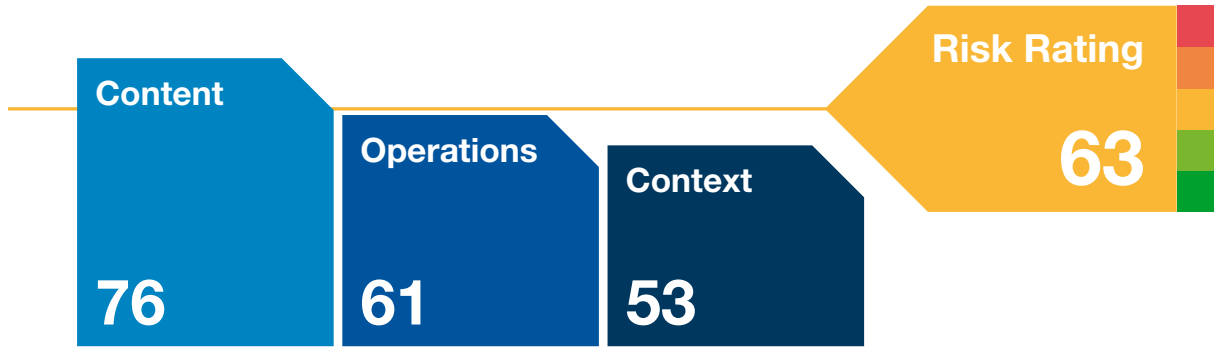 Content
76
Operations
61
Context
53
Risk Rating
63